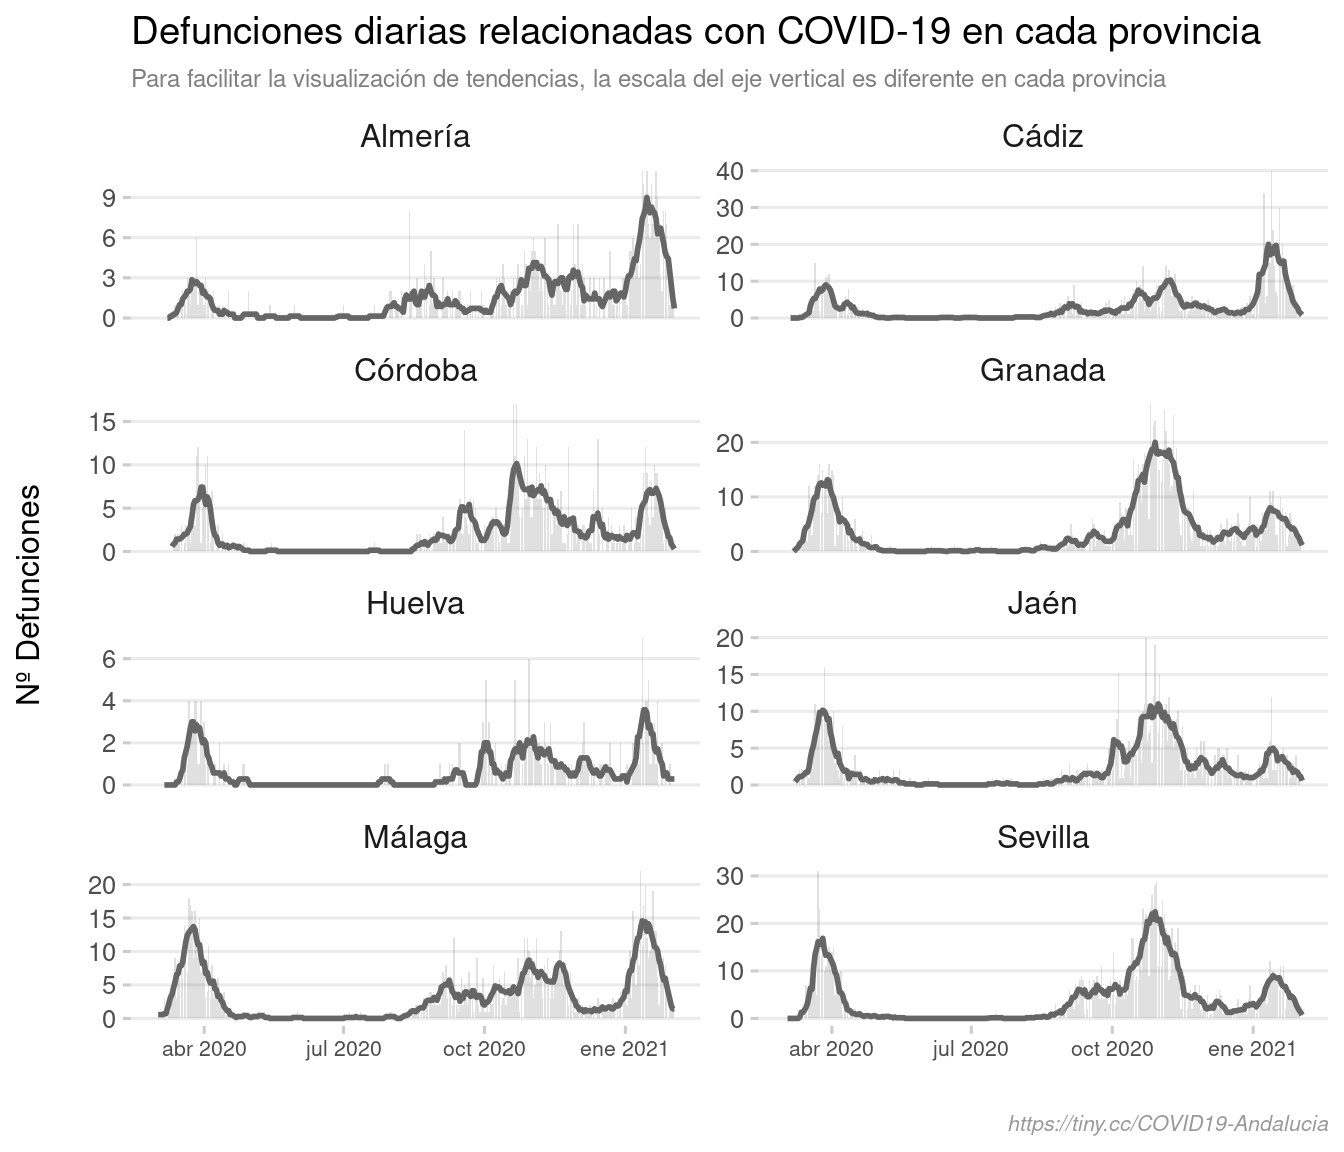 Defunciones diarias relacionadas con COVID-19 en cada provincia
Para facilitar la visualización de tendencias, la escala del eje vertical es diferente en cada provincia
Nº Defunciones
Almería
9
6
3
0
Cádiz
40
30
20
10
0
Córdoba
15
10
5
0
Granada
20
10
0
Huelva
6
4
2
0
Jaén
20
15
10
5
0
Málaga
20
15
10
5
0
abr 2020 jul 2020 oct 2020 ene 2021
Sevilla
30
20
10
0
abr 2020 jul 2020 oct 2020 ene 2021
https://tiny.cc/COVID19-Andalucia